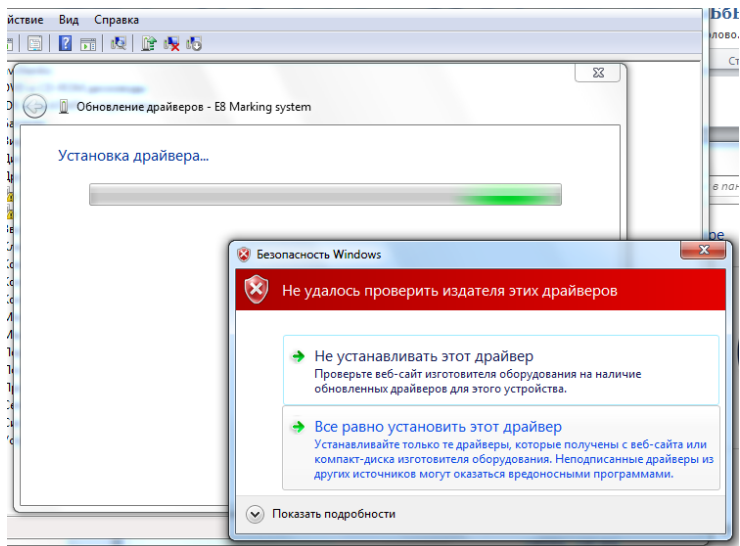 йствие Вид Справка
Обновление драйверов - E8 Marking system
Установка драйвера...
Безопасность Windows
Не удалось проверить издателя этих драйверов
Не устанавливать этот драйвер
Проверьте веб-сайт изготовителя оборудования на наличие
обновленных драйверов для этого устройства.
Все равно установить этот драйвер
Устанавливайте только те драйверы, которые получены с веб-сайта или
компакт-диска изготовителя оборудования. Неподписанные драйверы из
других источников могут оказаться вредоносными программами.
Показать подробности